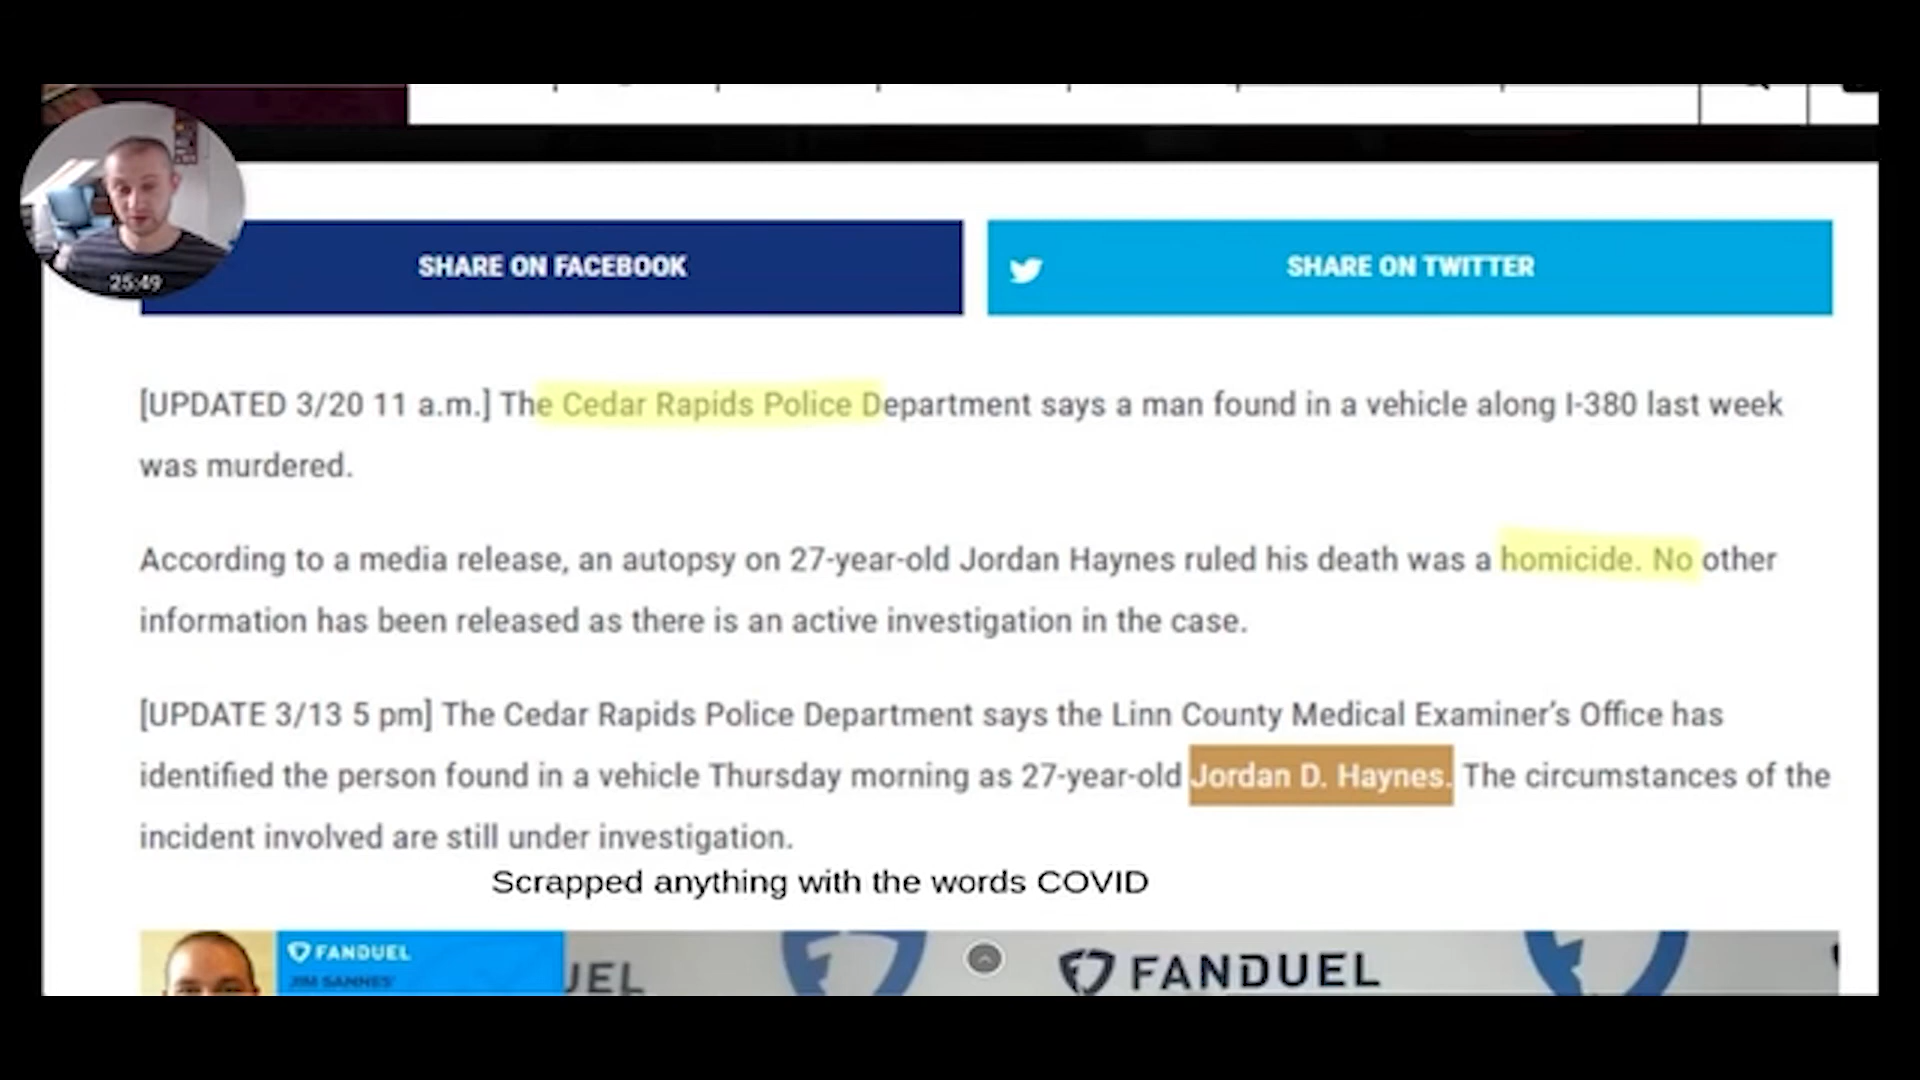 25:49
SHARE ON FACEBOOK
SHARE ON TWITTER
[UPDATED 3/20 11 a.m.] The Cedar Rapids Police Department says a man found in a vehicle along I-380 last week
was murdered.
According to a media release, an autopsy on 27-year-old Jordan Haynes ruled his death was a homicide. No other
information has been released as there is an active investigation in the case.
[UPDATE 3/13 5 pm] The Cedar Rapids Police Department says the Linn County Medical Examiner's Office has
identified the person found in a vehicle Thursday morning as 27-year-old Jordan D. Haynes. The circumstances of the
incident involved are still under investigation.
Scrapped anything with the words COVID
FANDUEL
JIM SANNES
UEL
FANDUEL